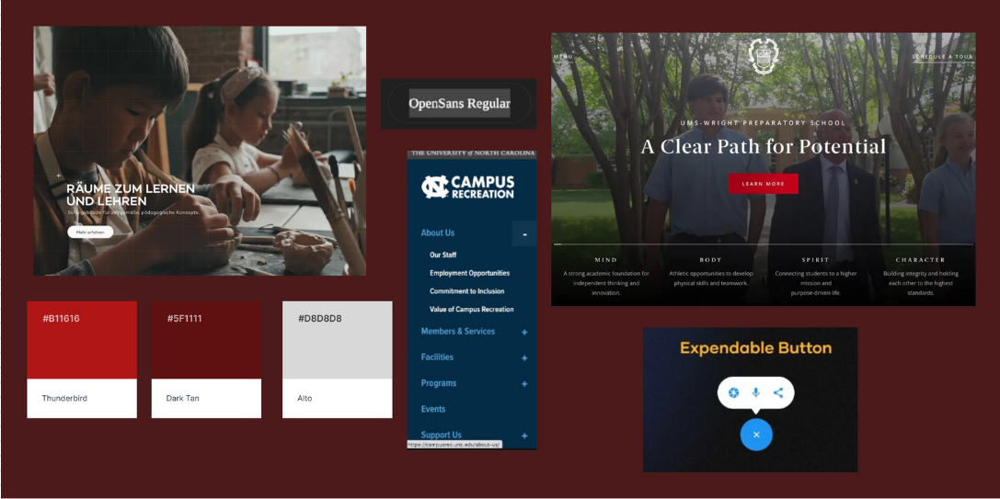 RÄUME ZUM LERNEN
UND LEHREN
Schulgebäude für zeitgemäße, pädagogische Konzepte.
Mehr erfahren
OpenSans Regular
THE UNIVERSITY of NORTH CAROLINA
NC CAMPUS
RECREATION
About Us -
Our Staff
Employment Opportunities
Commitment to Inclusion
Value of Campus Recreation
Members & Services +
Facilities +
Programs +
Events
Support Us +
https://campusrec.unc.edu/about-us/
MENU
SCHEDULE A TOUR
UMS-WRIGHT PREPARATORY SCHOOL
A Clear Path for Potential
LEARN MORE
MIND
A strong academic foundation for
independent thinking and
innovation.
BODY
Athletic opportunities to develop
physical skills and teamwork.
SPIRIT
Connecting students to a higher
mission and
purpose-driven life.
CHARACTER
Building integrity and holding
each other to the highest
standards.
#B11616
Thunderbird
#5F1111
Dark Tan
#D8D8D8
Alto
Expendable Button